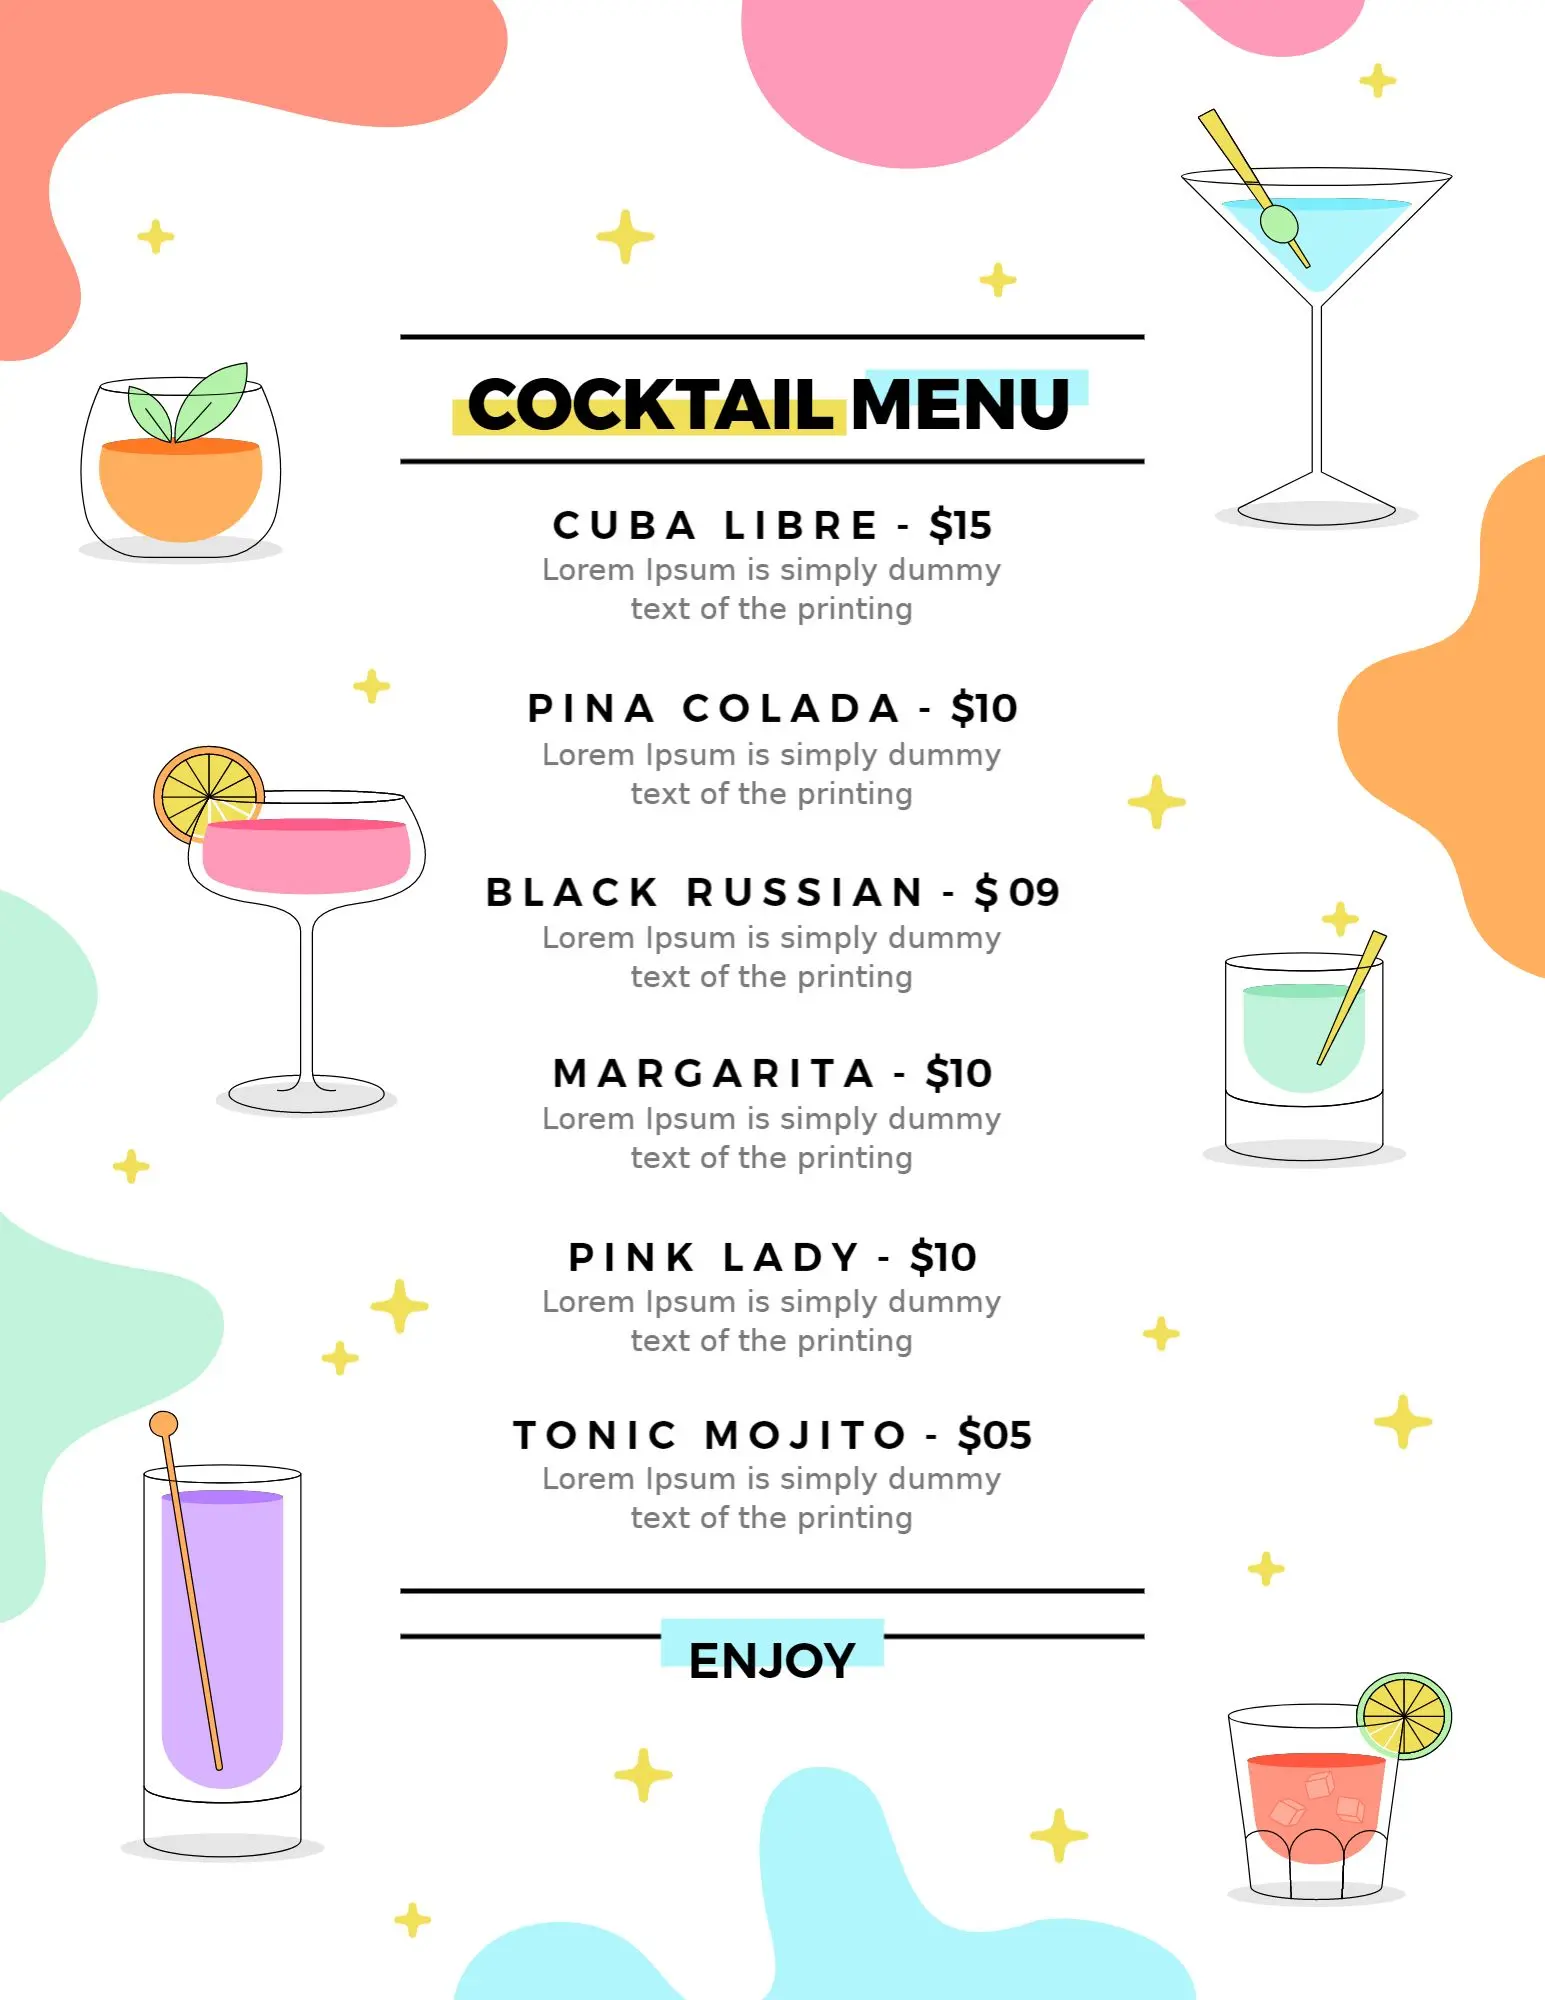 COCKTAIL MENU
CUBA LIBRE - $15
Lorem Ipsum is simply dummy
text of the printing
PINA COLADA - $10
Lorem Ipsum is simply dummy
text of the printing
BLACK RUSSIAN - $09
Lorem Ipsum is simply dummy
text of the printing
MARGARITA - $10
Lorem Ipsum is simply dummy
text of the printing
PINK LADY - $10
Lorem Ipsum is simply dummy
text of the printing
TONIC MOJITO - $05
Lorem Ipsum is simply dummy
text of the printing
ENJOY